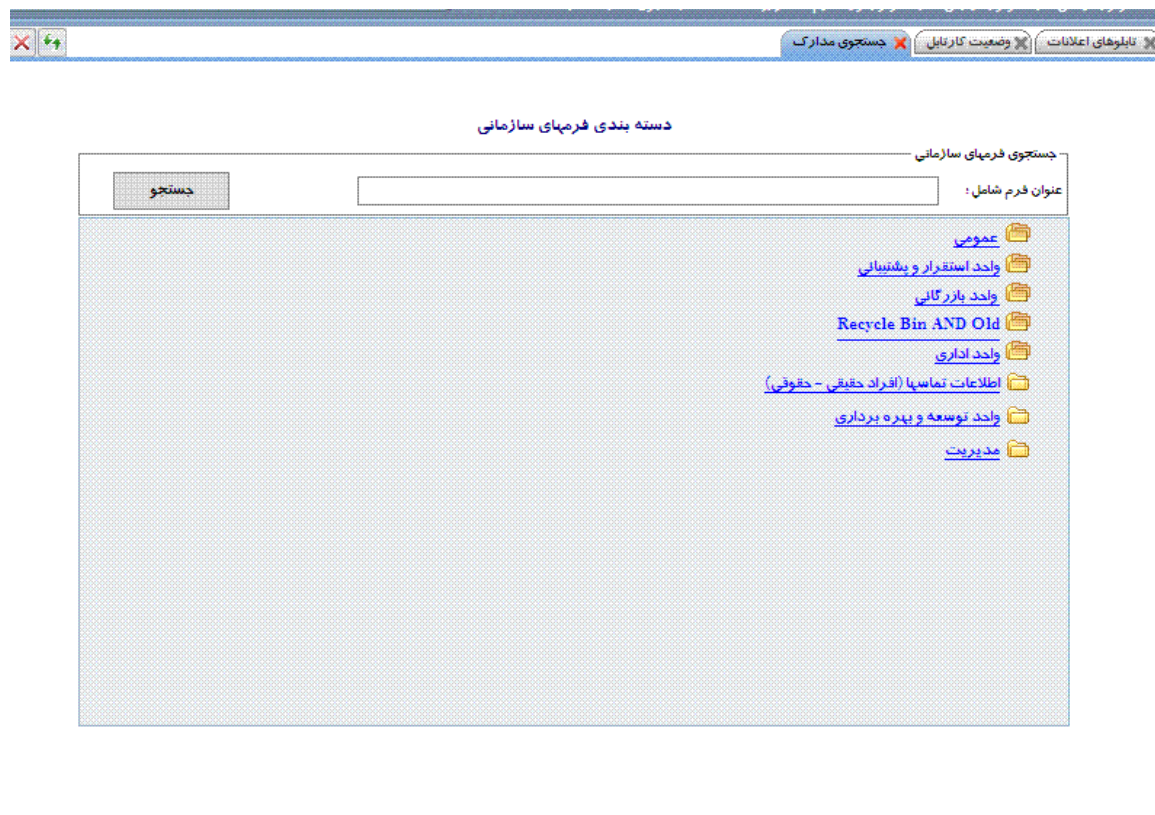 تابلوهای اعلانات وضعیت کارتابل جستجوی مدارک
دسته بندی فرمهای سازمانی
جستجوی فرمهای سازمانی
عنوان فرم شامل : جستجو
عمومی
واحد استقرار و پشتیبانی
واحد بازرگانی
Recycle Bin AND Old
واحد اداری
اطلاعات تماسها (افراد حقیقی - حقوقی)
واحد توسعه و بهره برداری
مدیریت